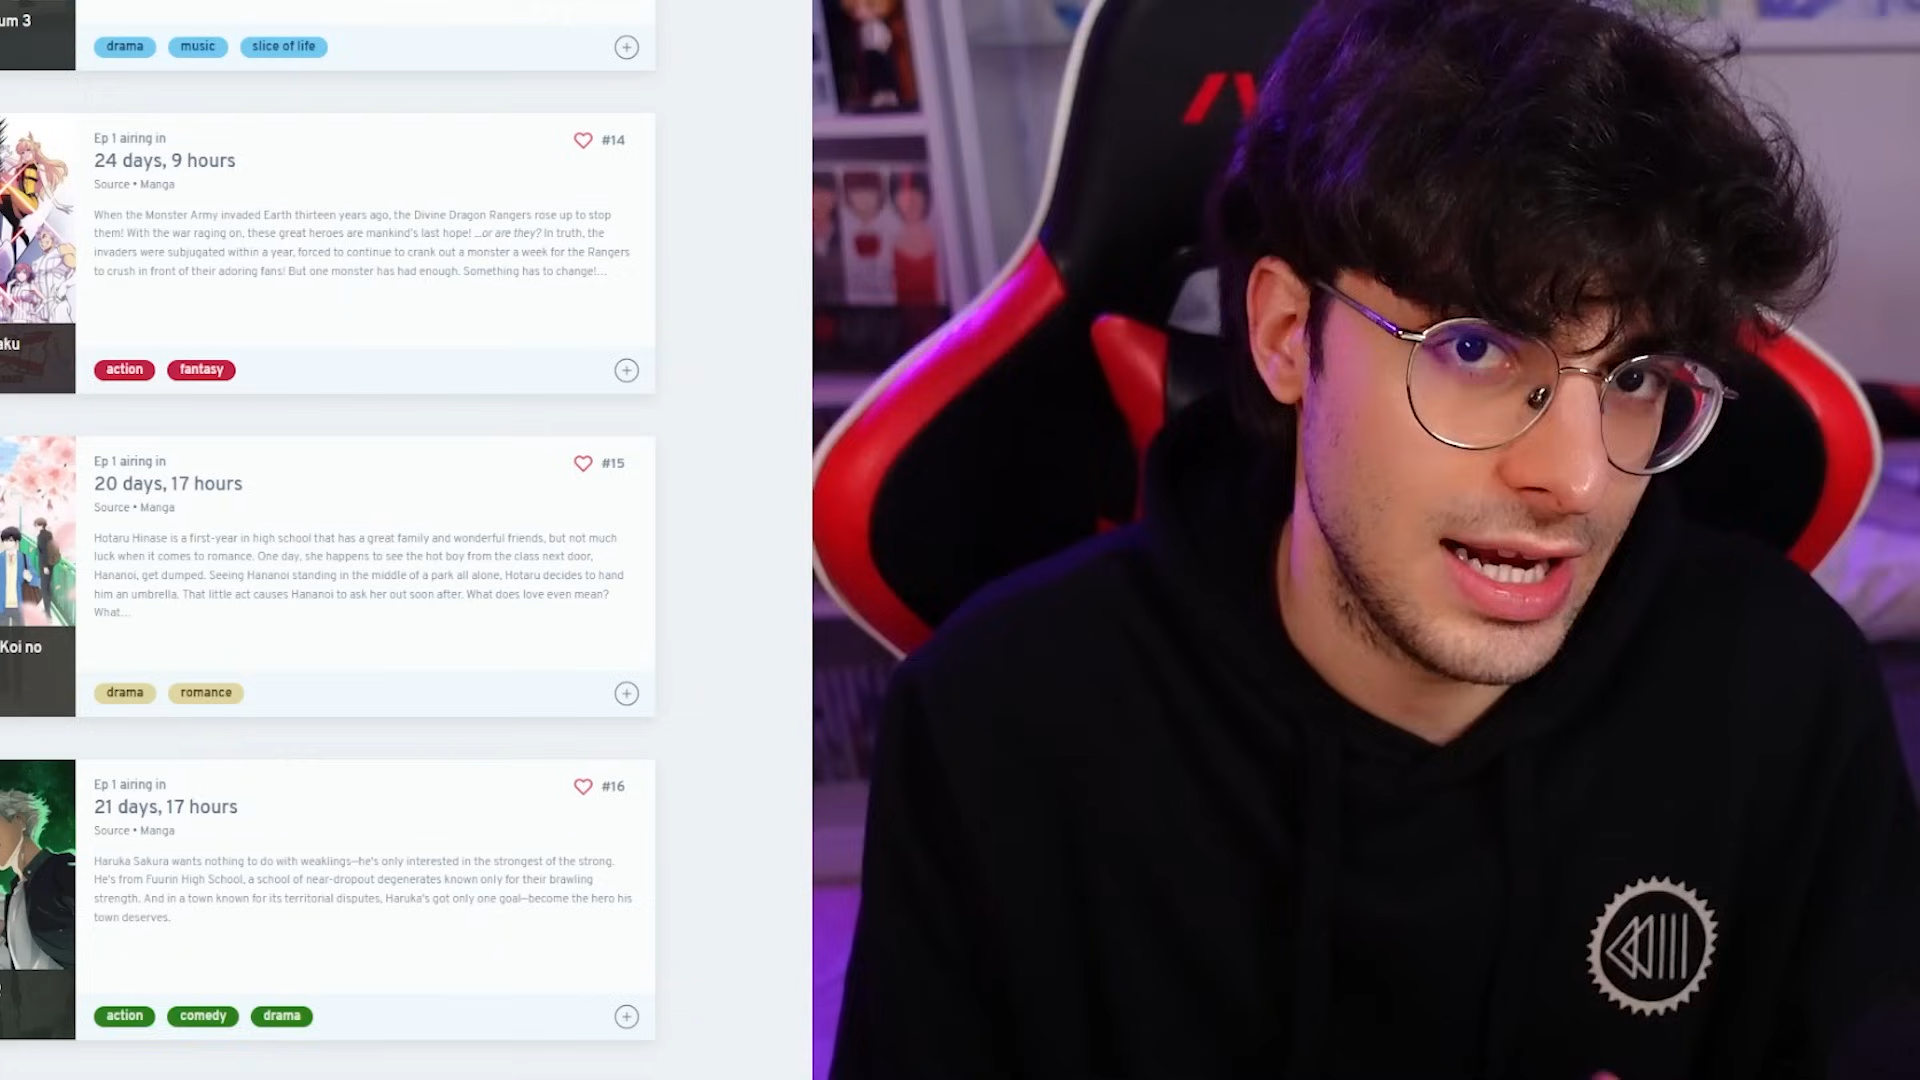 um 3
drama music slice of life
Ep 1 airing in
#14
24 days, 9 hours
Source • Manga
When the Monster Army invaded Earth thirteen years ago, the Divine Dragon Rangers rose up to stop
them! With the war raging on, these great heroes are mankind's last hope! ...or are they? In truth, the
invaders were subjugated within a year, forced to continue to crank out a monster a week for the Rangers
to crush in front of their adoring fans! But one monster has had enough. Something has to change!...
aku
action fantasy
Ep 1 airing in
#15
20 days, 17 hours
Source • Manga
Hotaru Hinase is a first-year in high school that has a great family and wonderful friends, but not much
luck when it comes to romance. One day, she happens to see the hot boy from the class next door,
Hananoi, get dumped. Seeing Hananoi standing in the middle of a park all alone, Hotaru decides to hand
him an umbrella. That little act causes Hananoi to ask her out soon after. What does love even mean?
What...
Koi no
drama romance
Ep 1 airing in
#16
21 days, 17 hours
Source • Manga
Haruka Sakura wants nothing to do with weaklings—he's only interested in the strongest of the strong.
He's from Fuurin High School, a school of near-dropout degenerates known only for their brawling
strength. And in a town known for its territorial disputes, Haruka's got only one goal—become the hero his
town deserves.
action comedy drama